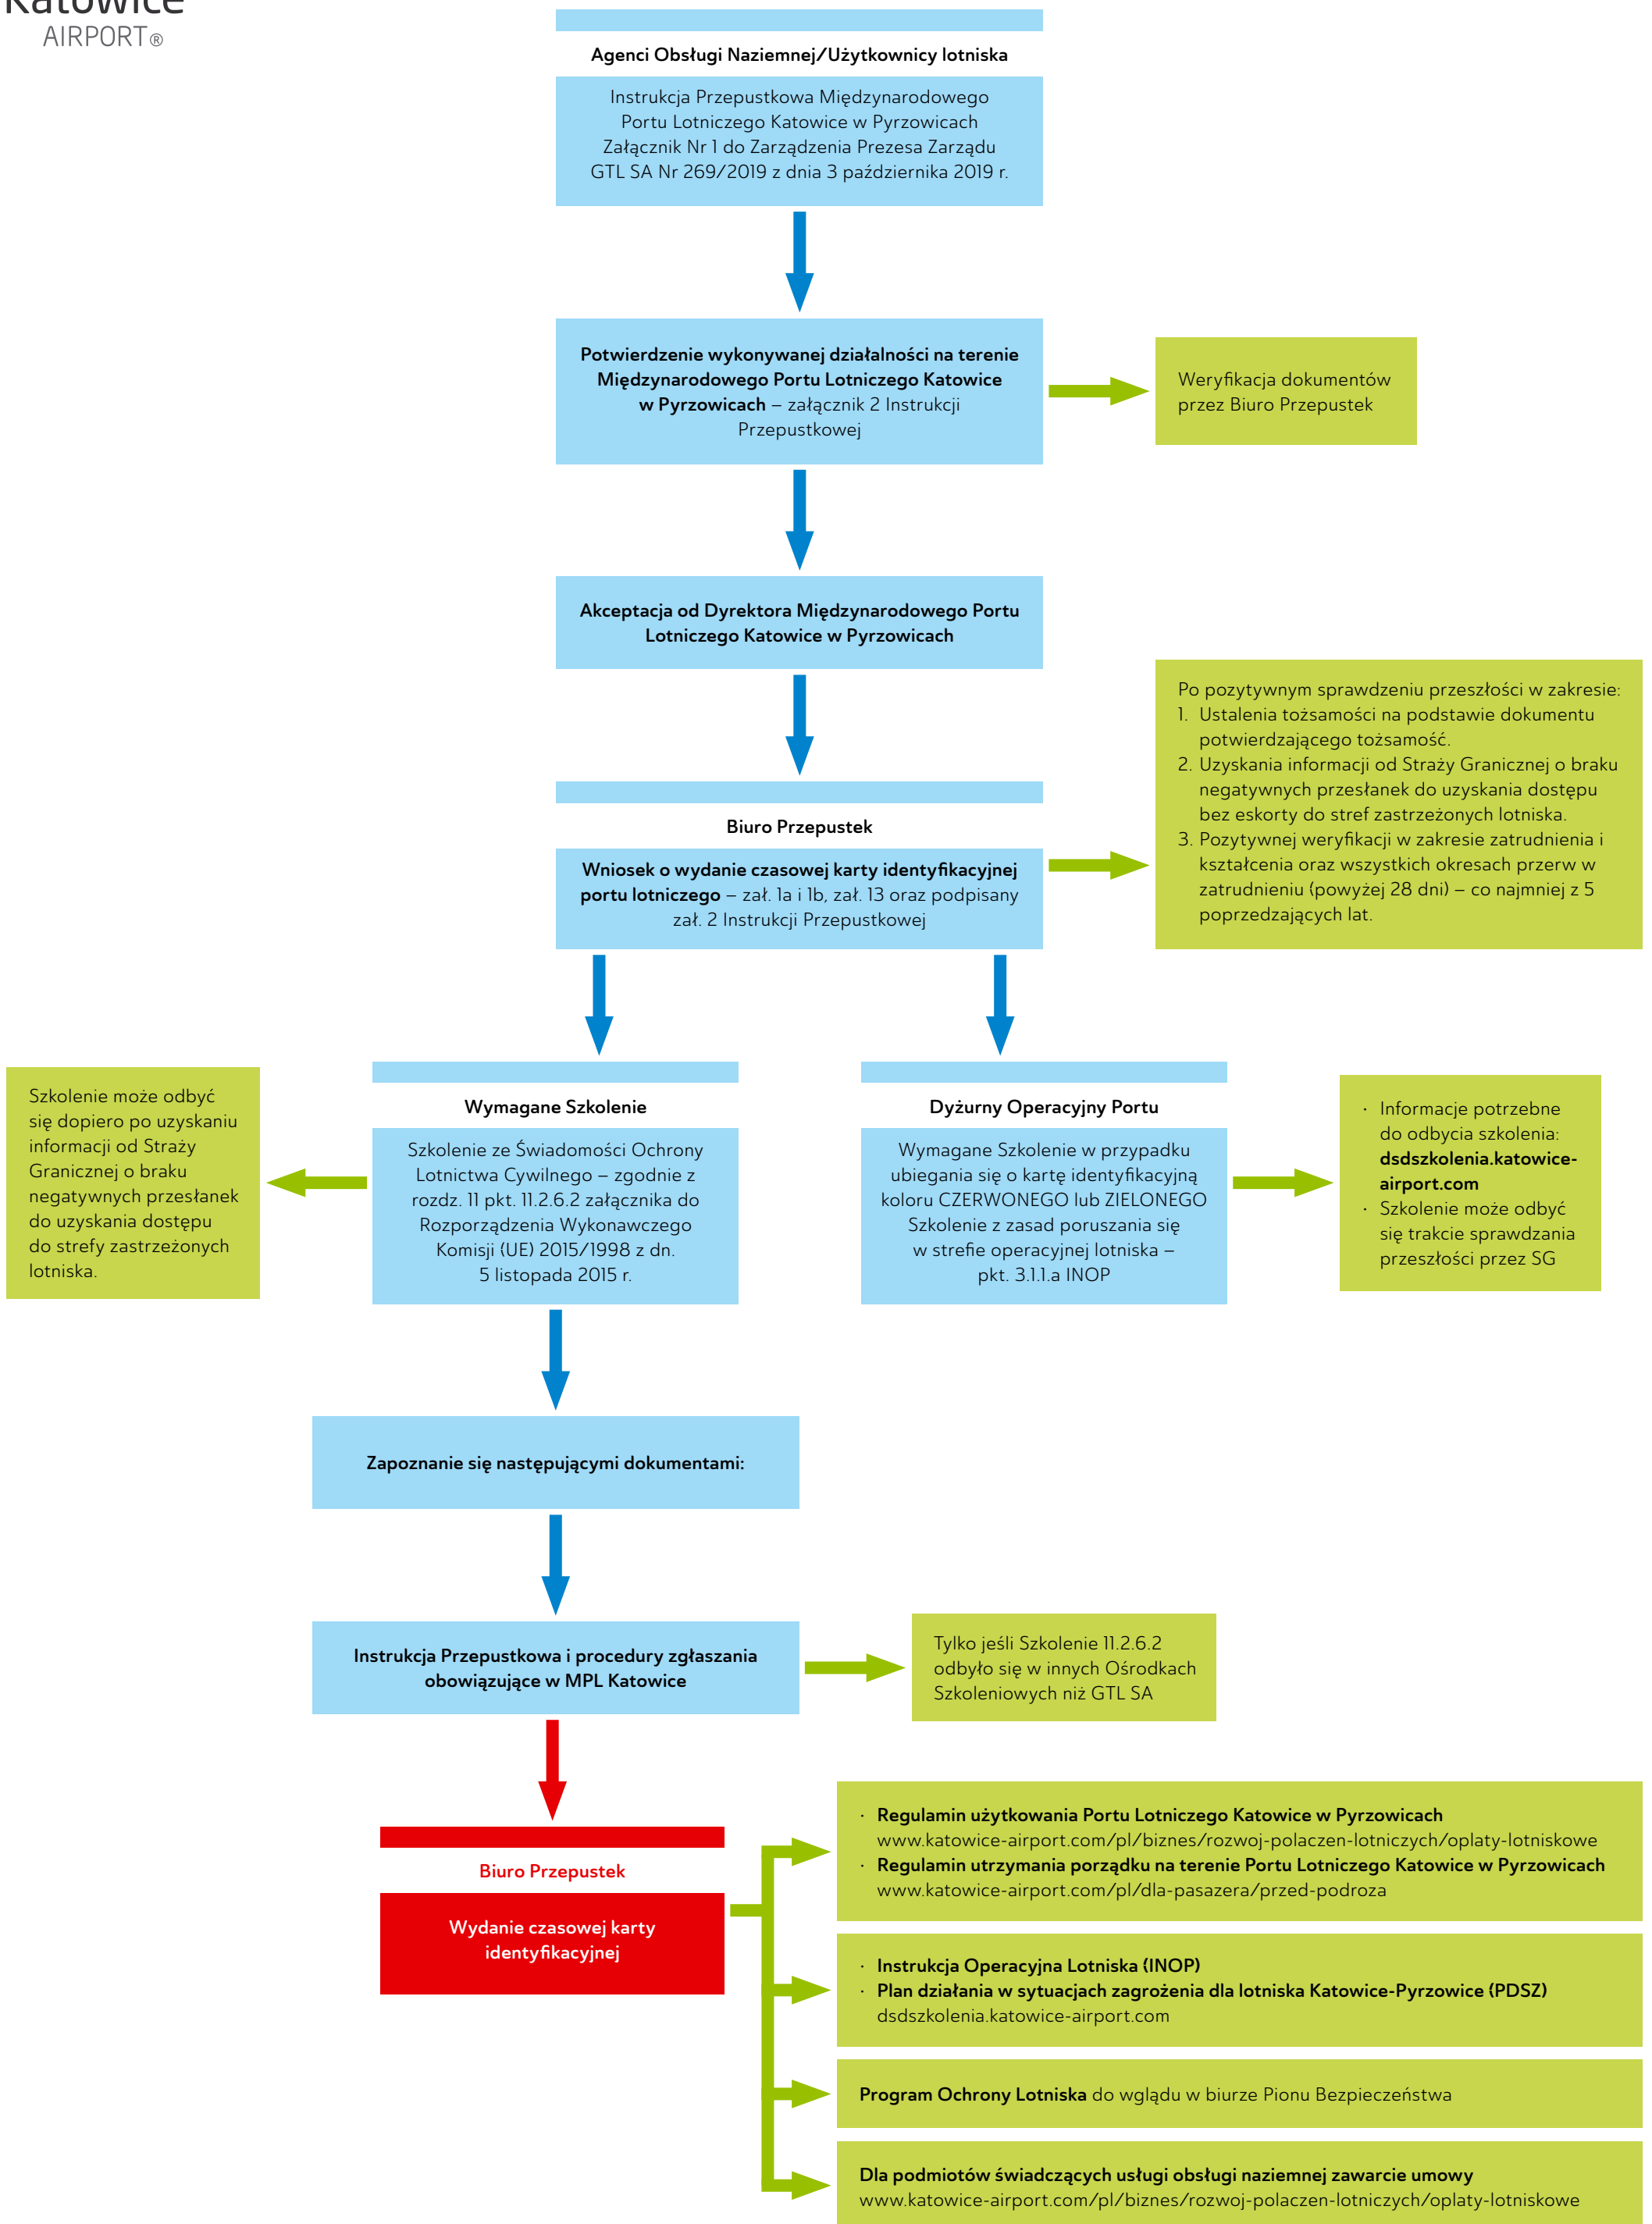 Katowice
AIRPORT®
Agenci Obsługi Naziemnej/Użytkownicy lotniska
Instrukcja Przepustkowa Międzynarodowego
Portu Lotniczego Katowice w Pyrzowicach
Załącznik Nr 1 do Zarządzenia Prezesa Zarządu
GTL SA Nr 269/2019 z dnia 3 października 2019 r.
Potwierdzenie wykonywanej działalności na terenie
Międzynarodowego Portu Lotniczego Katowice
w Pyrzowicach – załącznik 2 Instrukcji
Przepustkowej
Weryfikacja dokumentów
przez Biuro Przepustek
Akceptacja od Dyrektora Międzynarodowego Portu
Lotniczego Katowice w Pyrzowicach
Biuro Przepustek
Wniosek o wydanie czasowej karty identyfikacyjnej
portu lotniczego – zał. 1a i 1b, zał. 13 oraz podpisany
zał. 2 Instrukcji Przepustkowej
Po pozytywnym sprawdzeniu przeszłości w zakresie:
1. Ustalenia tożsamości na podstawie dokumentu
potwierdzającego tożsamość.
2. Uzyskania informacji od Straży Granicznej o braku
negatywnych przesłanek do uzyskania dostępu
bez eskorty do stref zastrzeżonych lotniska.
3. Pozytywnej weryfikacji w zakresie zatrudnienia i
kształcenia oraz wszystkich okresach przerw w
zatrudnieniu (powyżej 28 dni) – co najmniej z 5
poprzedzających lat.
Szkolenie może odbyć
się dopiero po uzyskaniu
informacji od Straży
Granicznej o braku
negatywnych przesłanek
do uzyskania dostępu
do strefy zastrzeżonych
lotniska.
Wymagane Szkolenie
Szkolenie ze Świadomości Ochrony
Lotnictwa Cywilnego – zgodnie z
rozdz. 11 pkt. 11.2.6.2 załącznika do
Rozporządzenia Wykonawczego
Komisji (UE) 2015/1998 z dn.
5 listopada 2015 r.
Dyżurny Operacyjny Portu
Wymagane Szkolenie w przypadku
ubiegania się o kartę identyfikacyjną
koloru CZERWONEGO lub ZIELONEGO
Szkolenie z zasad poruszania się
w strefie operacyjnej lotniska –
pkt. 3.1.1.a INOP
· Informacje potrzebne
do odbycia szkolenia:
dsdszkolenia.katowice-
airport.com
· Szkolenie może odbyć
się trakcie sprawdzania
przeszłości przez SG
Zapoznanie się następującymi dokumentami:
Instrukcja Przepustkowa i procedury zgłaszania
obowiązujące w MPL Katowice
Tylko jeśli Szkolenie 11.2.6.2
odbyło się w innych Ośrodkach
Szkoleniowych niż GTL SA
Biuro Przepustek
Wydanie czasowej karty
identyfikacyjnej
· Regulamin użytkowania Portu Lotniczego Katowice w Pyrzowicach
www.katowice-airport.com/pl/biznes/rozwoj-polaczen-lotniczych/oplaty-lotniskowe
· Regulamin utrzymania porządku na terenie Portu Lotniczego Katowice w Pyrzowicach
www.katowice-airport.com/pl/dla-pasazera/przed-podroza
· Instrukcja Operacyjna Lotniska (INOP)
· Plan działania w sytuacjach zagrożenia dla lotniska Katowice-Pyrzowice (PDSZ)
dsdszkolenia.katowice-airport.com
Program Ochrony Lotniska do wglądu w biurze Pionu Bezpieczeństwa
Dla podmiotów świadczących usługi obsługi naziemnej zawarcie umowy
www.katowice-airport.com/pl/biznes/rozwoj-polaczen-lotniczych/oplaty-lotniskowe